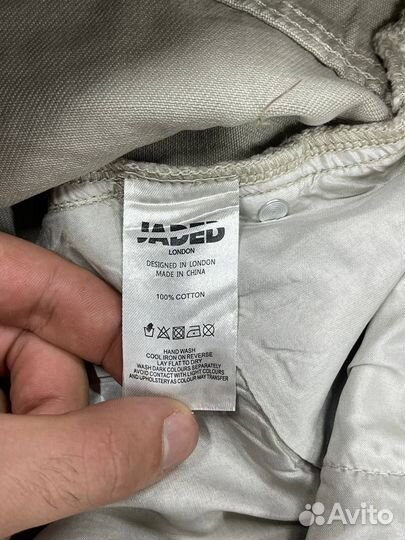 JADED
LONDON
DESIGNED IN LONDON
MADE IN CHINA
100% COTTON
HAND WASH
COOL IRON ON REVERSE
LAY FLAT TO DRY
WASH DARK COLOURS SEPARATELY
AVOID CONTACT WITH LIGHT COLOURS
AND UPHOLSTERY AS COLOUR MAY TRANSFER
Avito